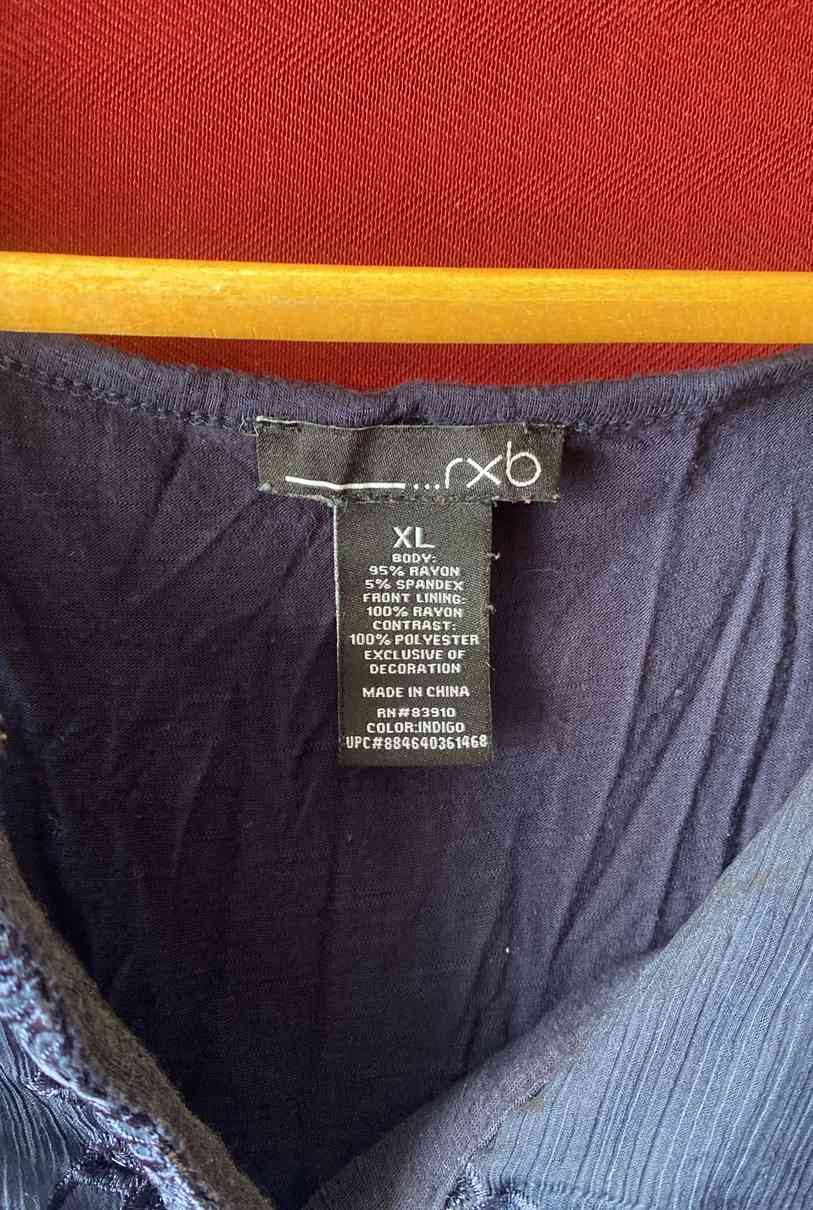 ...rxb
XL
BODY:
95% RAYON
5% SPANDEX
FRONT LINING:
100% RAYON
CONTRAST:
100% POLYESTER
EXCLUSIVE OF
DECORATION
MADE IN CHINA
RN#83910
COLOR:INDIGO
UPC#884640361468